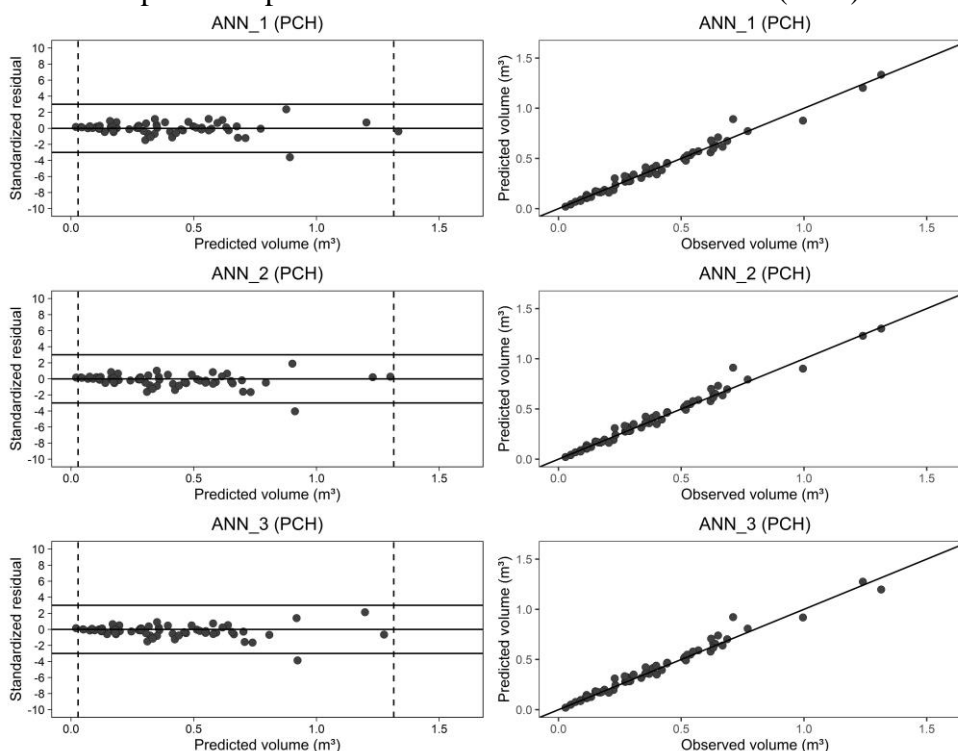 ANN_1 (PCH)
Standardized residual
10
8
6
4
2
0
-2
-4
-6
-8
-10
0.0 0.5 1.0 1.5
Predicted volume (m³)
ANN_1 (PCH)
Predicted volume (m³)
1.5
1.0
0.5
0.0
0.0 0.5 1.0 1.5
Observed volume (m³)
ANN_2 (PCH)
Standardized residual
10
8
6
4
2
0
-2
-4
-6
-8
-10
0.0 0.5 1.0 1.5
Predicted volume (m³)
ANN_2 (PCH)
Predicted volume (m³)
1.5
1.0
0.5
0.0
0.0 0.5 1.0 1.5
Observed volume (m³)
ANN_3 (PCH)
Standardized residual
10
8
6
4
2
0
-2
-4
-6
-8
-10
0.0 0.5 1.0 1.5
Predicted volume (m³)
ANN_3 (PCH)
Predicted volume (m³)
1.5
1.0
0.5
0.0
0.0 0.5 1.0 1.5
Observed volume (m³)